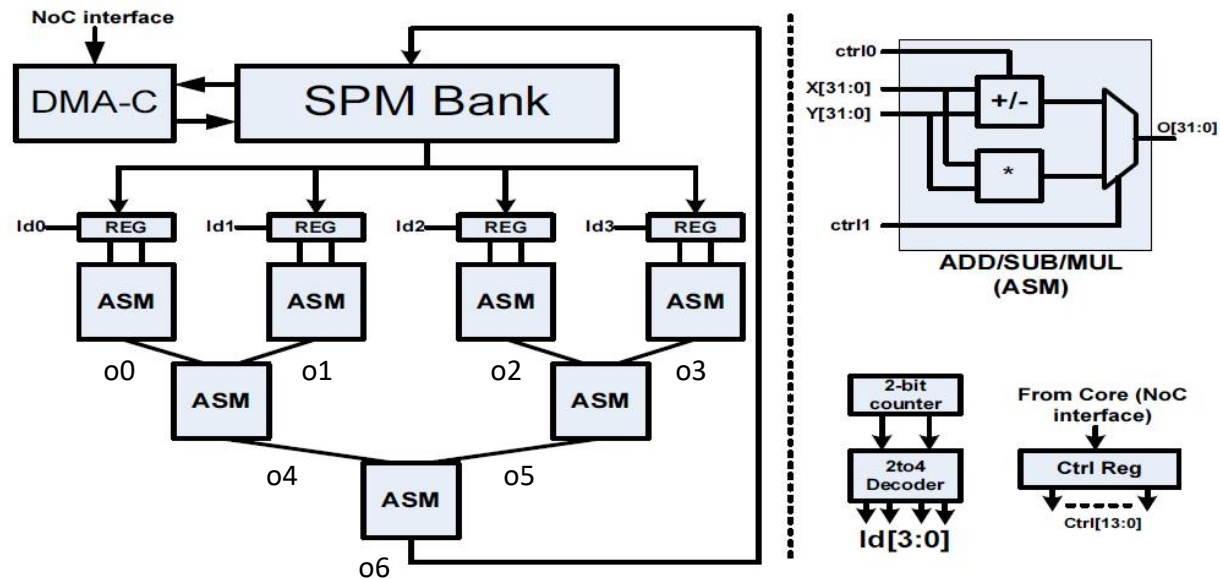 NoC interface
DMA-C
SPM Bank
ld0
REG
ld1
REG
ld2
REG
ld3
REG
ASM
ASM
ASM
ASM
o0
o1
o2
o3
ASM
ASM
o4
o5
ASM
o6
ctrl0
X[31:0]
Y[31:0]
+/-
*
O[31:0]
ctrl1
ADD/SUB/MUL
(ASM)
2-bit
counter
2to4
Decoder
ld[3:0]
From Core (NoC
interface)
Ctrl Reg
Ctrl[13:0]